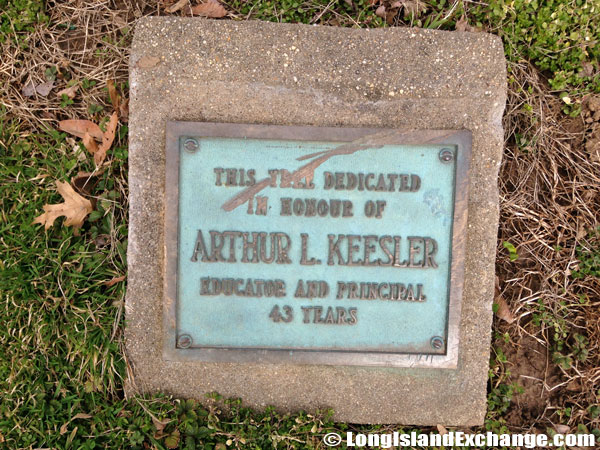 THIS TREE DEDICATED
IN HONOUR OF
ARTHUR L. KEESLER
EDUCATOR AND PRINCIPAL
43 YEARS
© LongIslandExchange.com